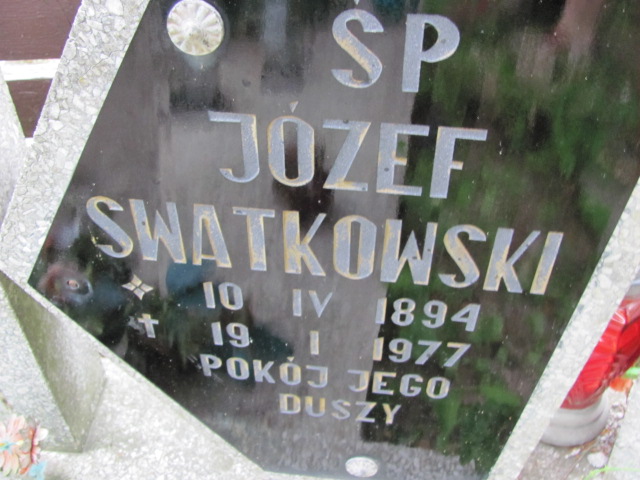 ŚP
JÓZEF
SWATKOWSKI
10 IV 1894
† 19 I 1977
POKÓJ JEGO
DUSZY